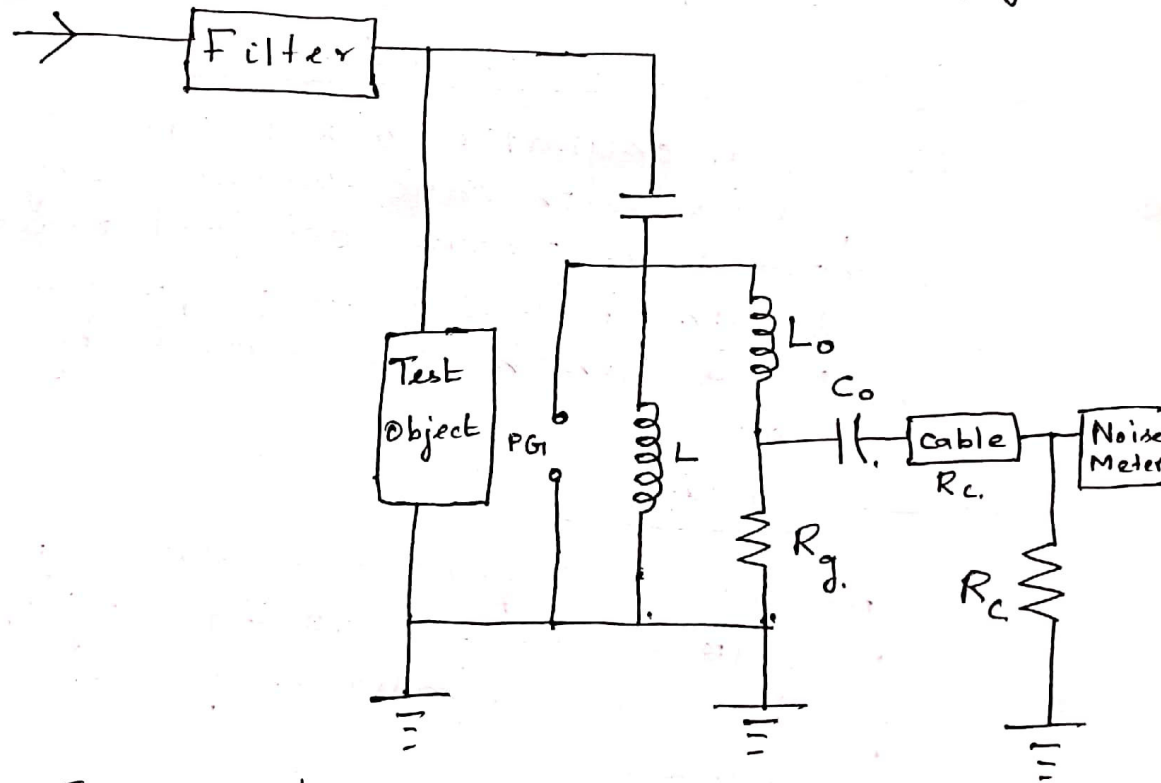 Filter
Test
Object
PG
L
Lo
Co
cable
Rc.
Noise
Meter
Rg.
Rc